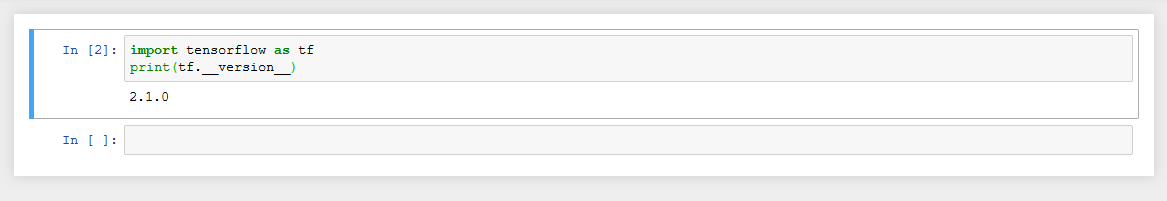 In [2]: import tensorflow as tf
print(tf.__version__)
2.1.0
In [ ]: